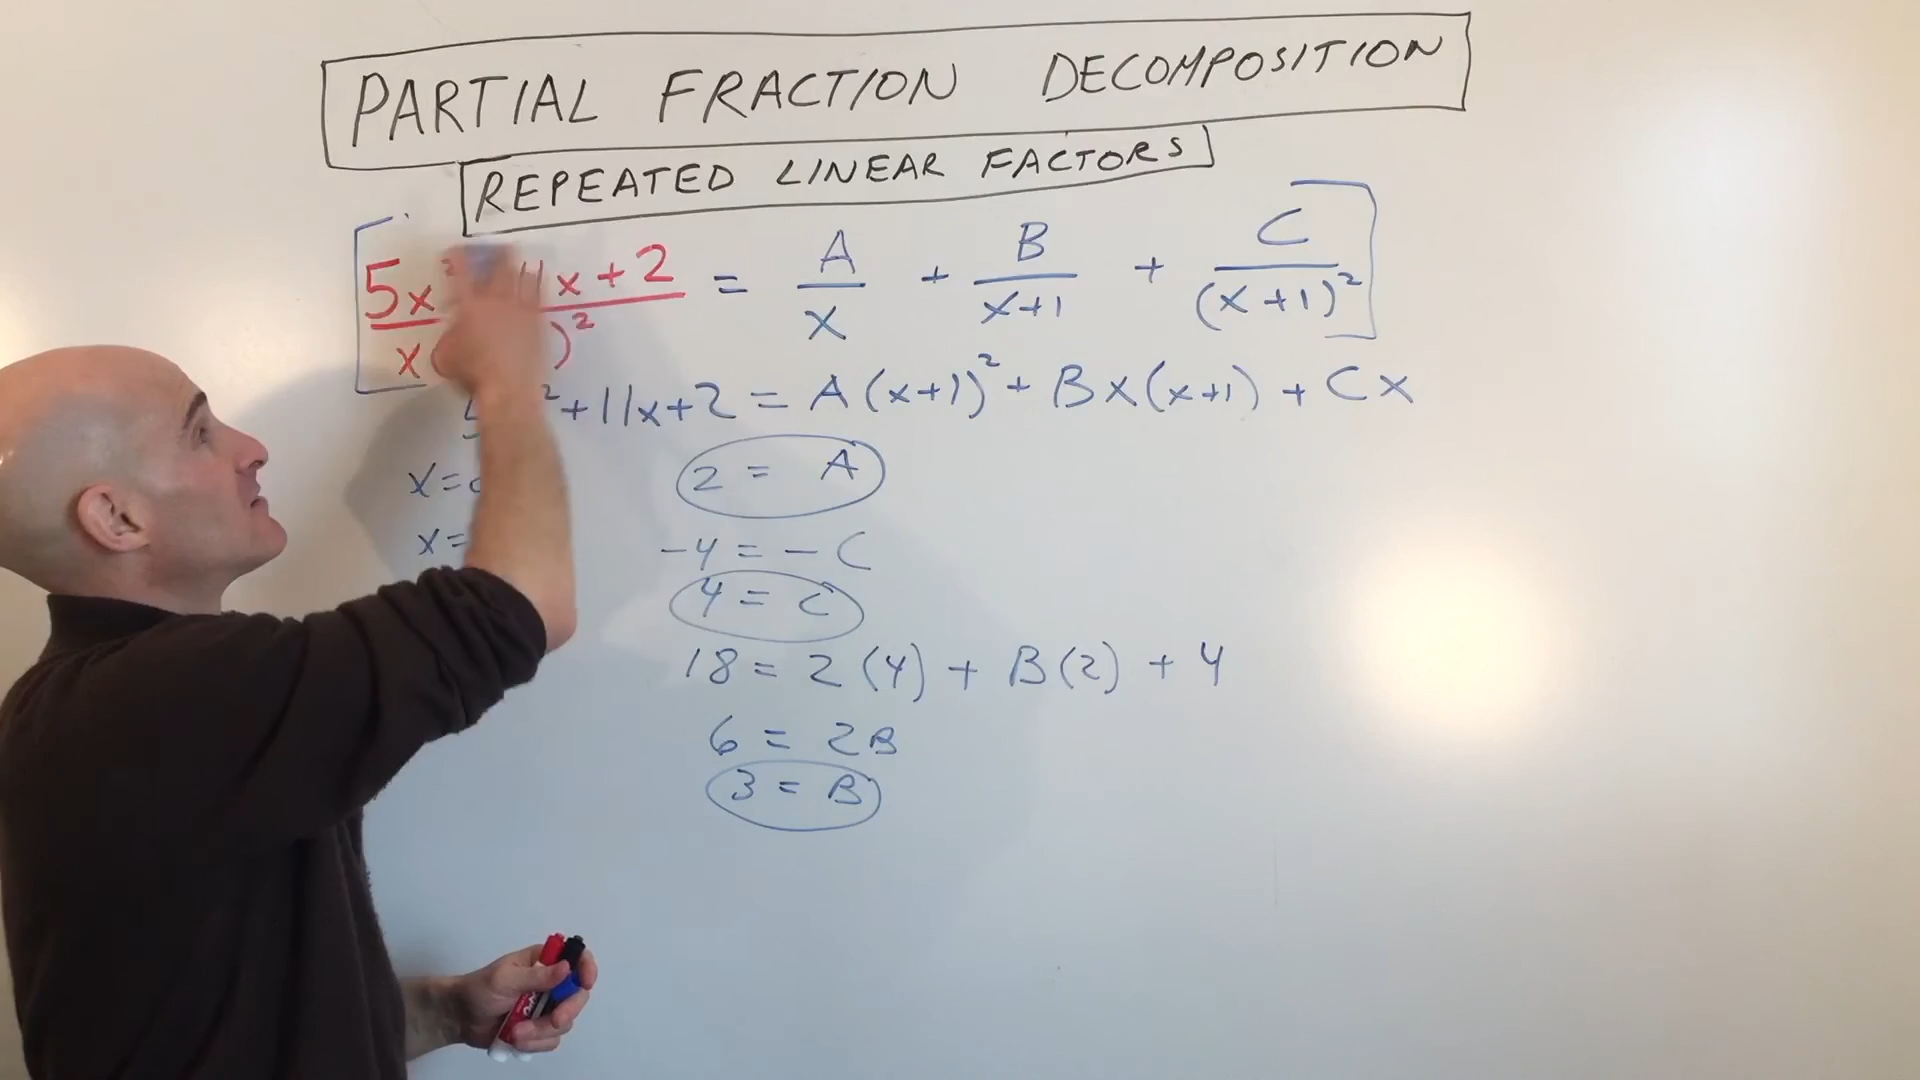 PARTIAL FRACTION DECOMPOSITION
REPEATED LINEAR FACTORS
5x² 11x+2 / x( )² = A/x + B/x+1 + C/(x+1)²
² +11x+2 = A(x+1)² + Bx(x+1) + Cx
x= 2 = A
x= -4 = -C
4 = C
18 = 2(4) + B(2) + 4
6 = 2B
3 = B